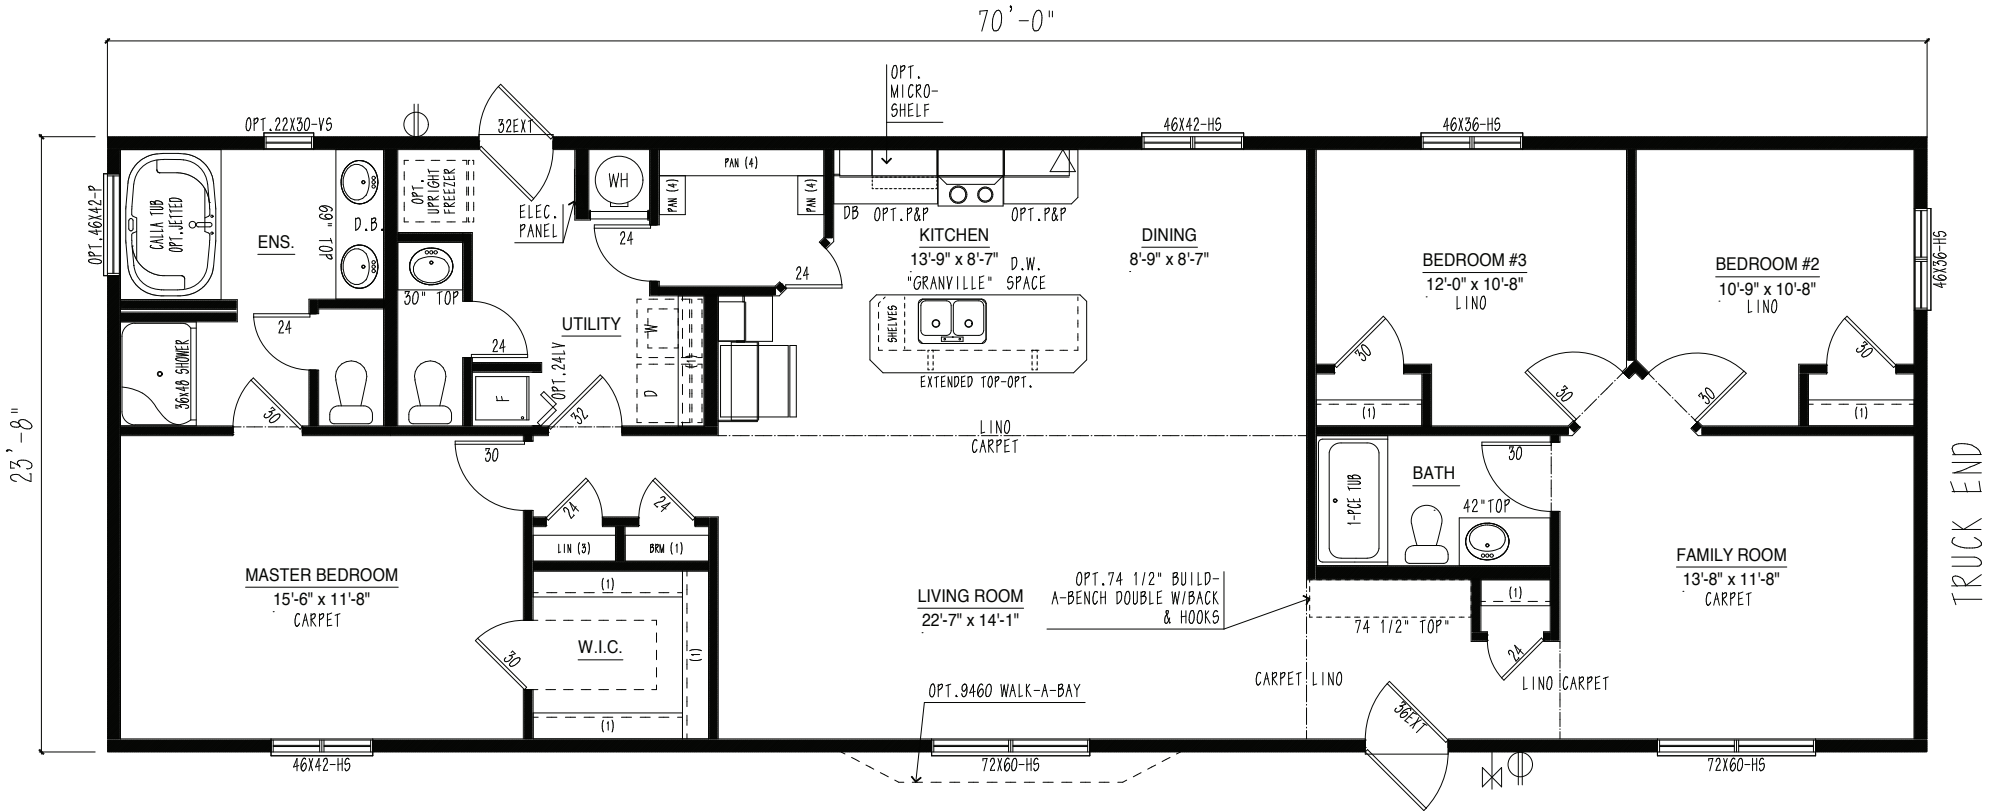 70'-0"
OPT.
MICRO-
SHELF
OPT.22X30-VS
32EXT
46X42-HS
46X36-HS
OPT.46X42-P
CALLA TUB
OPT.JETTED
ENS.
69" TOP
D.B.
OPT.
UPRIGHT
FREEZER
ELEC.
PANEL
WH
24
PAN (4)
PAN (4)
PAN (4)
24
DB
OPT.P&P
OPT.P&P
KITCHEN
13'-9" x 8'-7"
"GRANVILLE"
D.W.
SPACE
DINING
8'-9" x 8'-7"
BEDROOM #3
12'-0" x 10'-8"
LINO
BEDROOM #2
10'-9" x 10'-8"
LINO
46X36-HS
30" TOP
24
24
UTILITY
W
D
(1)
SHELVES
EXTENDED TOP-OPT.
36x48 SHOWER
30
F
OPT.24LV
32
30
30
30
30
(1)
(1)
23'-8"
TRUCK END
LINO
CARPET
30
24
24
LIN (3)
BRM (1)
1-PCE TUB
BATH
42"TOP
30
MASTER BEDROOM
15'-6" x 11'-8"
CARPET
(1)
W.I.C.
30
(1)
(1)
LIVING ROOM
22'-7" x 14'-1"
OPT.74 1/2" BUILD-
A-BENCH DOUBLE W/BACK
& HOOKS
74 1/2" TOP"
(1)
24
FAMILY ROOM
13'-8" x 11'-8"
CARPET
CARPET LINO
LINO CARPET
OPT.9460 WALK-A-BAY
36EXT
46X42-HS
72X60-HS
72X60-HS